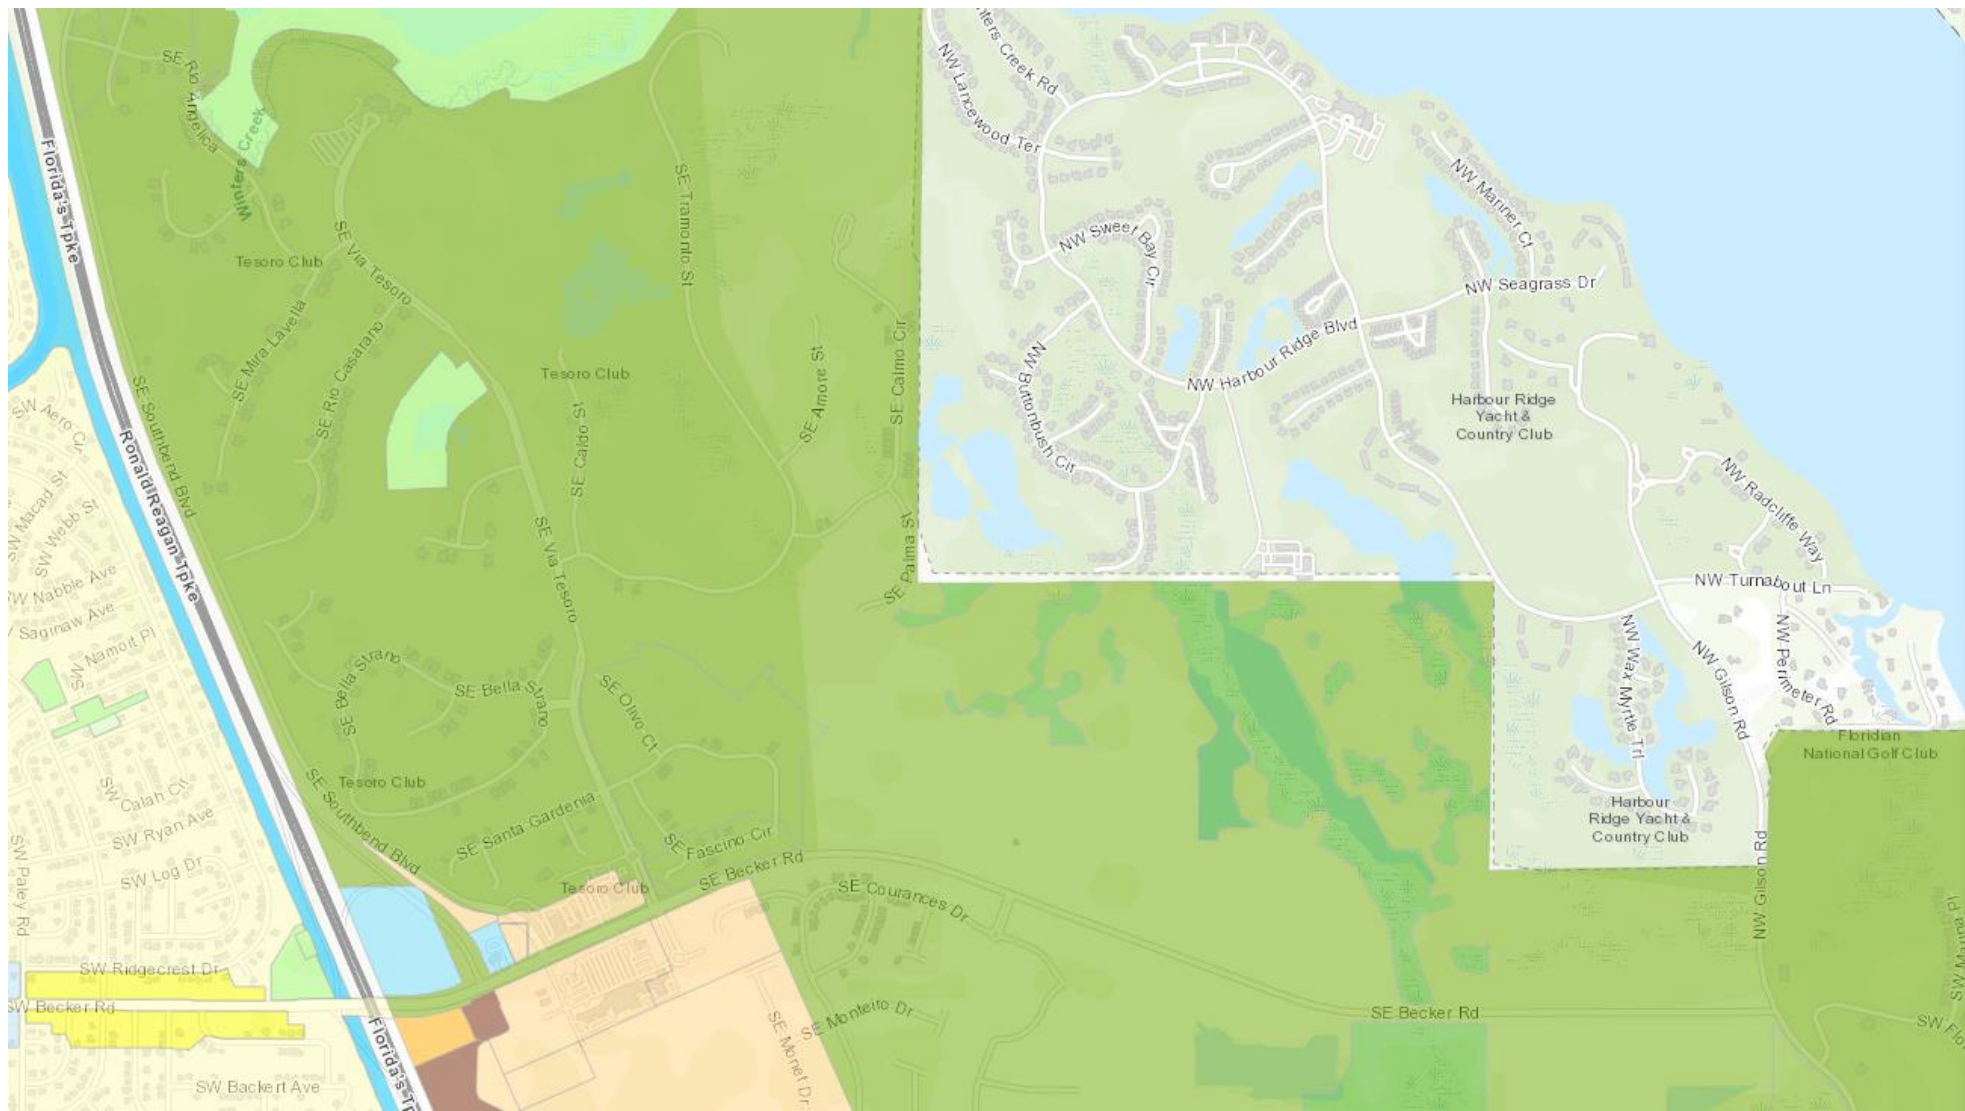 SE Rio Angelica
Winters Creek
Florida's Tpke
Tesoro Club
SE Via Tesoro
SE Tramonto St
NW Lancewood Ter
Creek Rd
NW Mariner Ct
NW Sweet Bay Cir
NW Seagrass Dr
SE Mira Lavella
SE Rio Casarano
Tesoro Club
SE Amore St
SE Calmo Cir
NW Harbour Ridge Blvd
NW Buttonbush Cir
Harbour Ridge
Yacht &
Country Club
SE Southbend Blvd
SW Aero Cir
Ronald Reagan Tpke
SE Caldo St
SW Macad St
SW Webb St
SE Via Tesoro
SE Palma St
NW Radcliffe Way
SW Nabble Ave
NW Turnabout Ln
Saginaw Ave
SW Namoit Pl
SE Bella Strano
SE Bella Strano
SE Olivo Ct
NW Wax Myrtle Trl
NW Gilson Rd
NW Perimeter Rd
Floridian
National Golf Club
Tesoro Club
SE Southbend Blvd
SW Calah Cir
SW Ryan Ave
SE Santa Gardenia
SE Fascino Cir
Harbour
Ridge Yacht &
Country Club
SW Paley Rd
SW Log Dr
Tesoro Club
SE Becker Rd
SE Courances Dr
NW Gilson Rd
SW Ridgecrest Dr
SW Becker Rd
SE Monet Dr
SE Monteito Dr
SE Becker Rd
Florida's Tp
SW Flo
SW Backert Ave